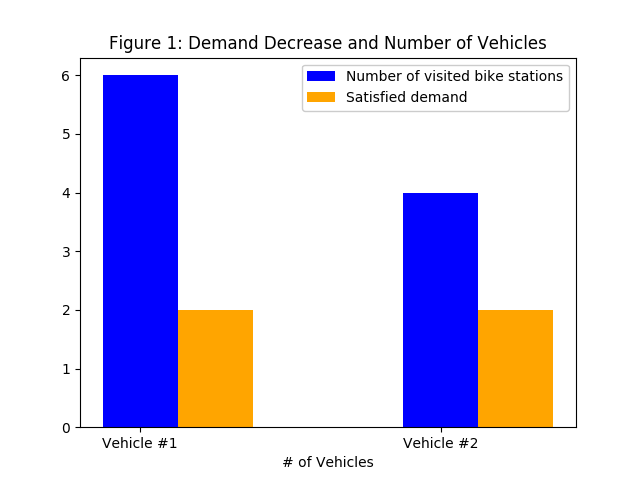 Figure 1: Demand Decrease and Number of Vehicles
Number of visited bike stations
Satisfied demand
6
5
4
3
2
1
0
Vehicle #1
Vehicle #2
# of Vehicles